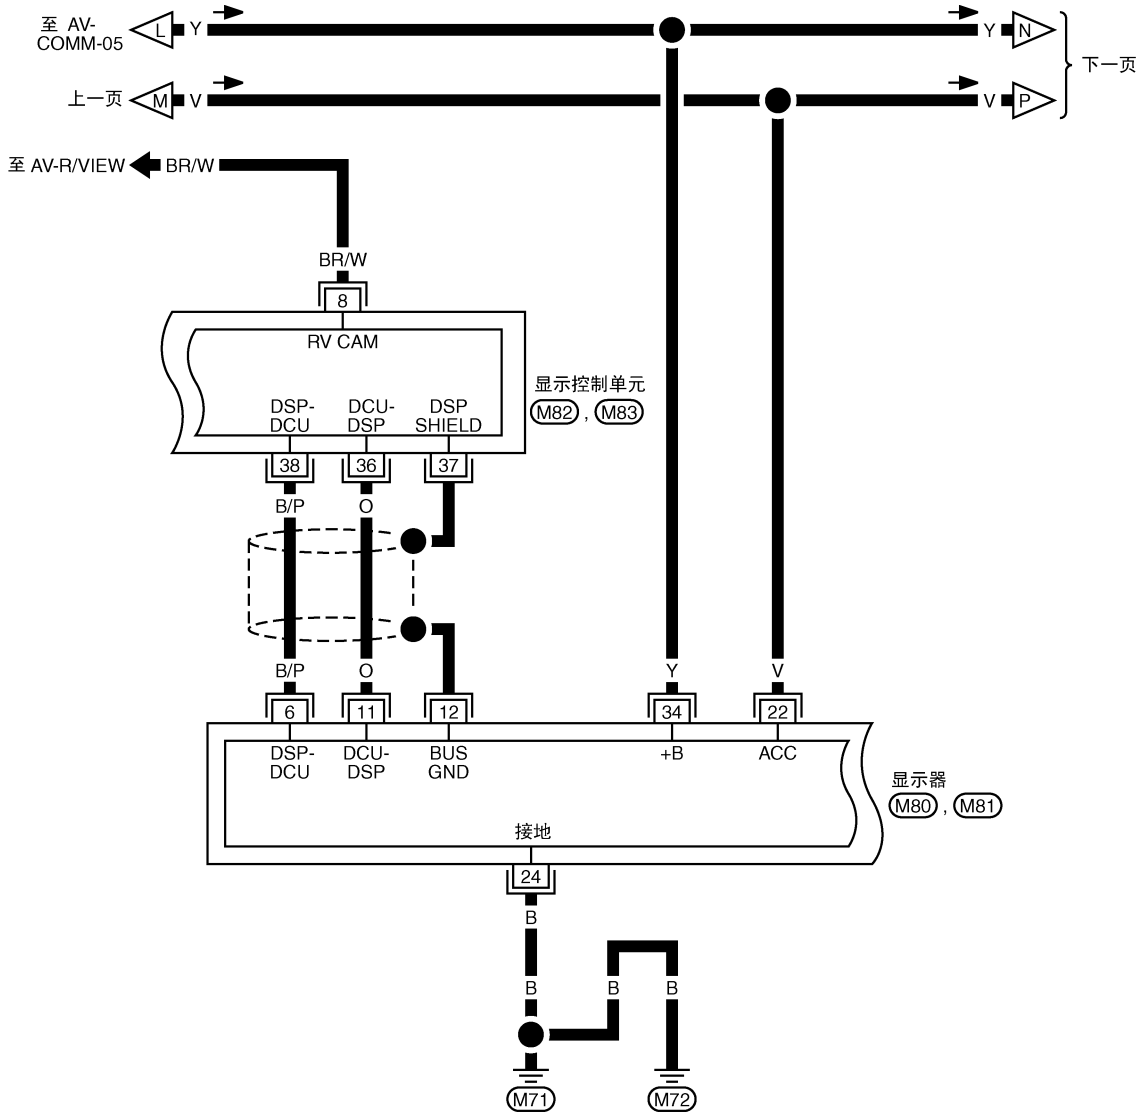 至 AV-
COMM-05
L Y Y N
下一页
上一页 M V V P
至 AV-R/VIEW BR/W
BR/W
8
RV CAM
DSP-
DCU
DCU-
DSP
DSP
SHIELD
显示控制单元
M82 , M83
38 36 37
B/P O
B/P O Y V
6 11 12 34 22
DSP-
DCU
DCU-
DSP
BUS
GND
+B
ACC
显示器
M80 , M81
接地
24
B
B B B
M71 M72